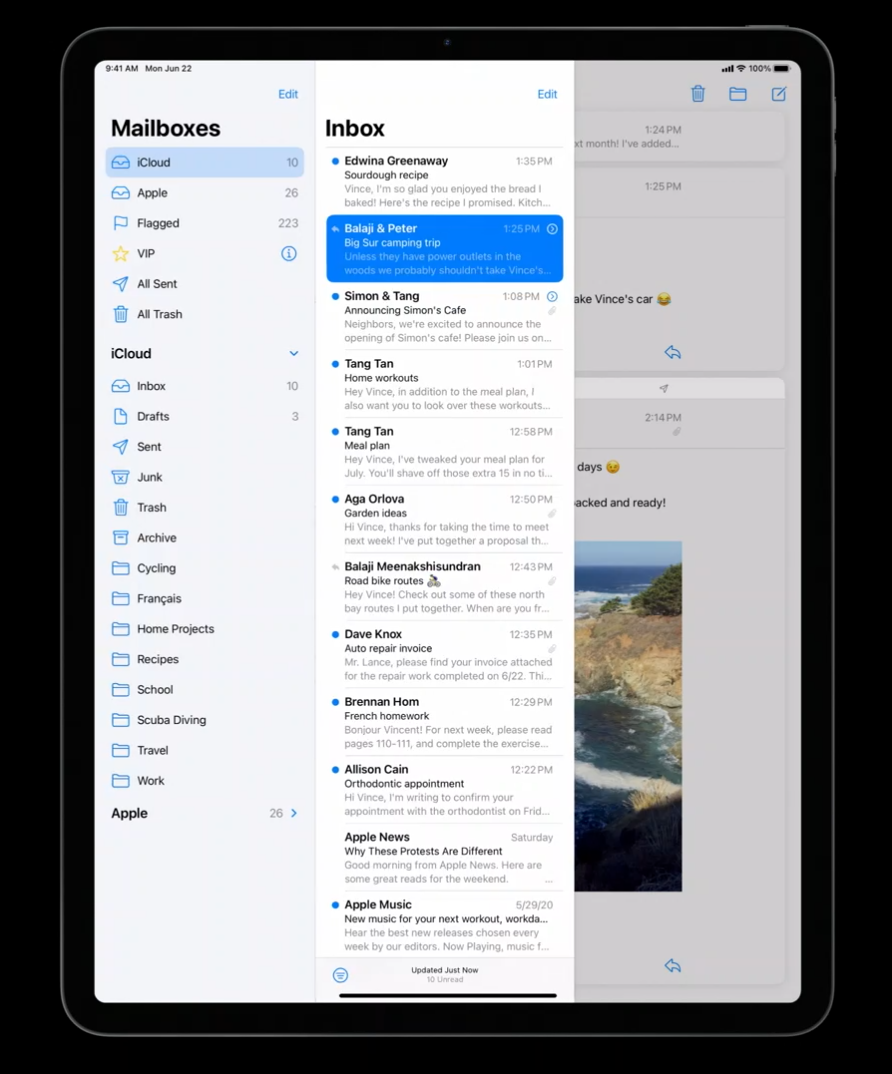 9:41 AM Mon Jun 22
100%
Edit
Mailboxes
iCloud 10
Apple 26
Flagged 223
VIP
All Sent
All Trash
iCloud
Inbox 10
Drafts 3
Sent
Junk
Trash
Archive
Cycling
Français
Home Projects
Recipes
School
Scuba Diving
Travel
Work
Apple 26
Edit
Inbox
Edwina Greenaway 1:35 PM
Sourdough recipe
Vince, I'm so glad you enjoyed the bread I
baked! Here's the recipe I promised. Kitch...
Balaji & Peter 1:25 PM
Big Sur camping trip
Unless they have power outlets in the
woods we probably shouldn't take Vince's...
Simon & Tang 1:08 PM
Announcing Simon's Cafe
Neighbors, we're excited to announce the
opening of Simon's cafe! Please join us on...
Tang Tan 1:01 PM
Home workouts
Hey Vince, in addition to the meal plan, I
also want you to look over these workouts...
Tang Tan 12:58 PM
Meal plan
Hey Vince, I've tweaked your meal plan for
July. You'll shave off those extra 15 in no ti...
Aga Orlova 12:50 PM
Garden ideas
Hi Vince, thanks for taking the time to meet
next week! I've put together a proposal th...
Balaji Meenakshisundran 12:43 PM
Road bike routes 🚴
Hey Vince! Check out some of these north
bay routes I put together. When are you fr...
Dave Knox 12:35 PM
Auto repair invoice
Mr. Lance, please find your invoice attached
for the repair work completed on 6/22. Thi...
Brennan Hom 12:29 PM
French homework
Bonjour Vincent! For next week, please read
pages 110-111, and complete the exercise...
Allison Cain 12:22 PM
Orthodontic appointment
Hi Vince, I'm writing to confirm your
appointment with the orthodontist on Frid...
Apple News Saturday
Why These Protests Are Different
Good morning from Apple News. Here are
some great reads for the weekend. ...
Apple Music 5/29/20
New music for your next workout, workda...
Hear the best new releases chosen every
week by our editors. Now Playing, music f...
Updated Just Now
10 Unread
1:24 PM
xt month! I've added...
1:25 PM
ake Vince's car 😂
2:14 PM
days 😉
acked and ready!